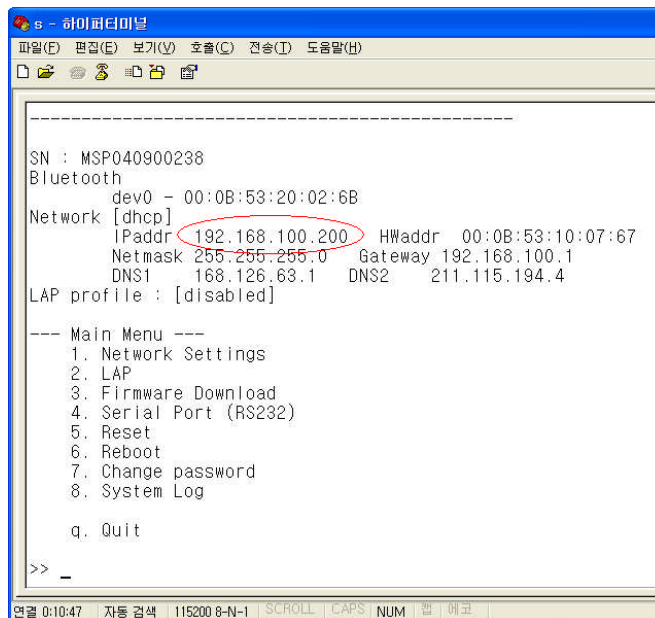 s - 하이퍼터미널
파일(F) 편집(E) 보기(V) 호출(C) 전송(T) 도움말(H)
------------------------------------------------
SN : MSP040900238
Bluetooth
dev0 - 00:0B:53:20:02:6B
Network [dhcp]
IPaddr 192.168.100.200 HWaddr 00:0B:53:10:07:67
Netmask 255.255.255.0 Gateway 192.168.100.1
DNS1 168.126.63.1 DNS2 211.115.194.4
LAP profile : [disabled]
--- Main Menu ---
1. Network Settings
2. LAP
3. Firmware Download
4. Serial Port (RS232)
5. Reset
6. Reboot
7. Change password
8. System Log
q. Quit
>> _
연결 0:10:47 자동 검색 115200 8-N-1 SCROLL CAPS NUM 캡 에코